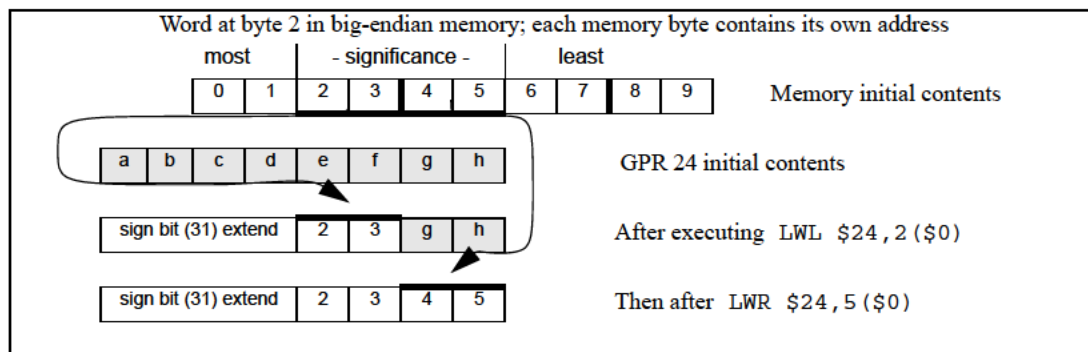 Word at byte 2 in big-endian memory; each memory byte contains its own address
most - significance - least
0 1 2 3 4 5 6 7 8 9 Memory initial contents
a b c d e f g h GPR 24 initial contents
sign bit (31) extend 2 3 g h After executing LWL $24,2($0)
sign bit (31) extend 2 3 4 5 Then after LWR $24,5($0)